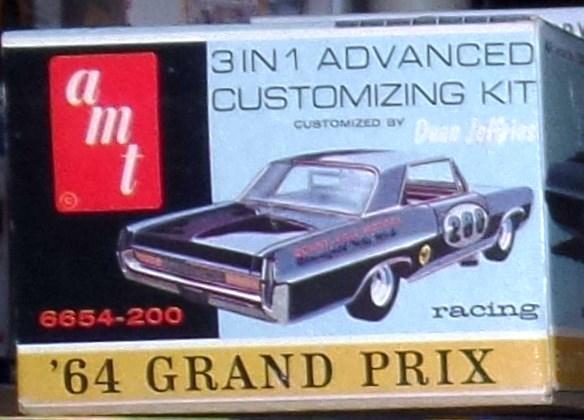 amt
©
3 IN 1 ADVANCED
CUSTOMIZING KIT
CUSTOMIZED BY Dean Jeffries
200
6654-200
racing
'64 GRAND PRIX